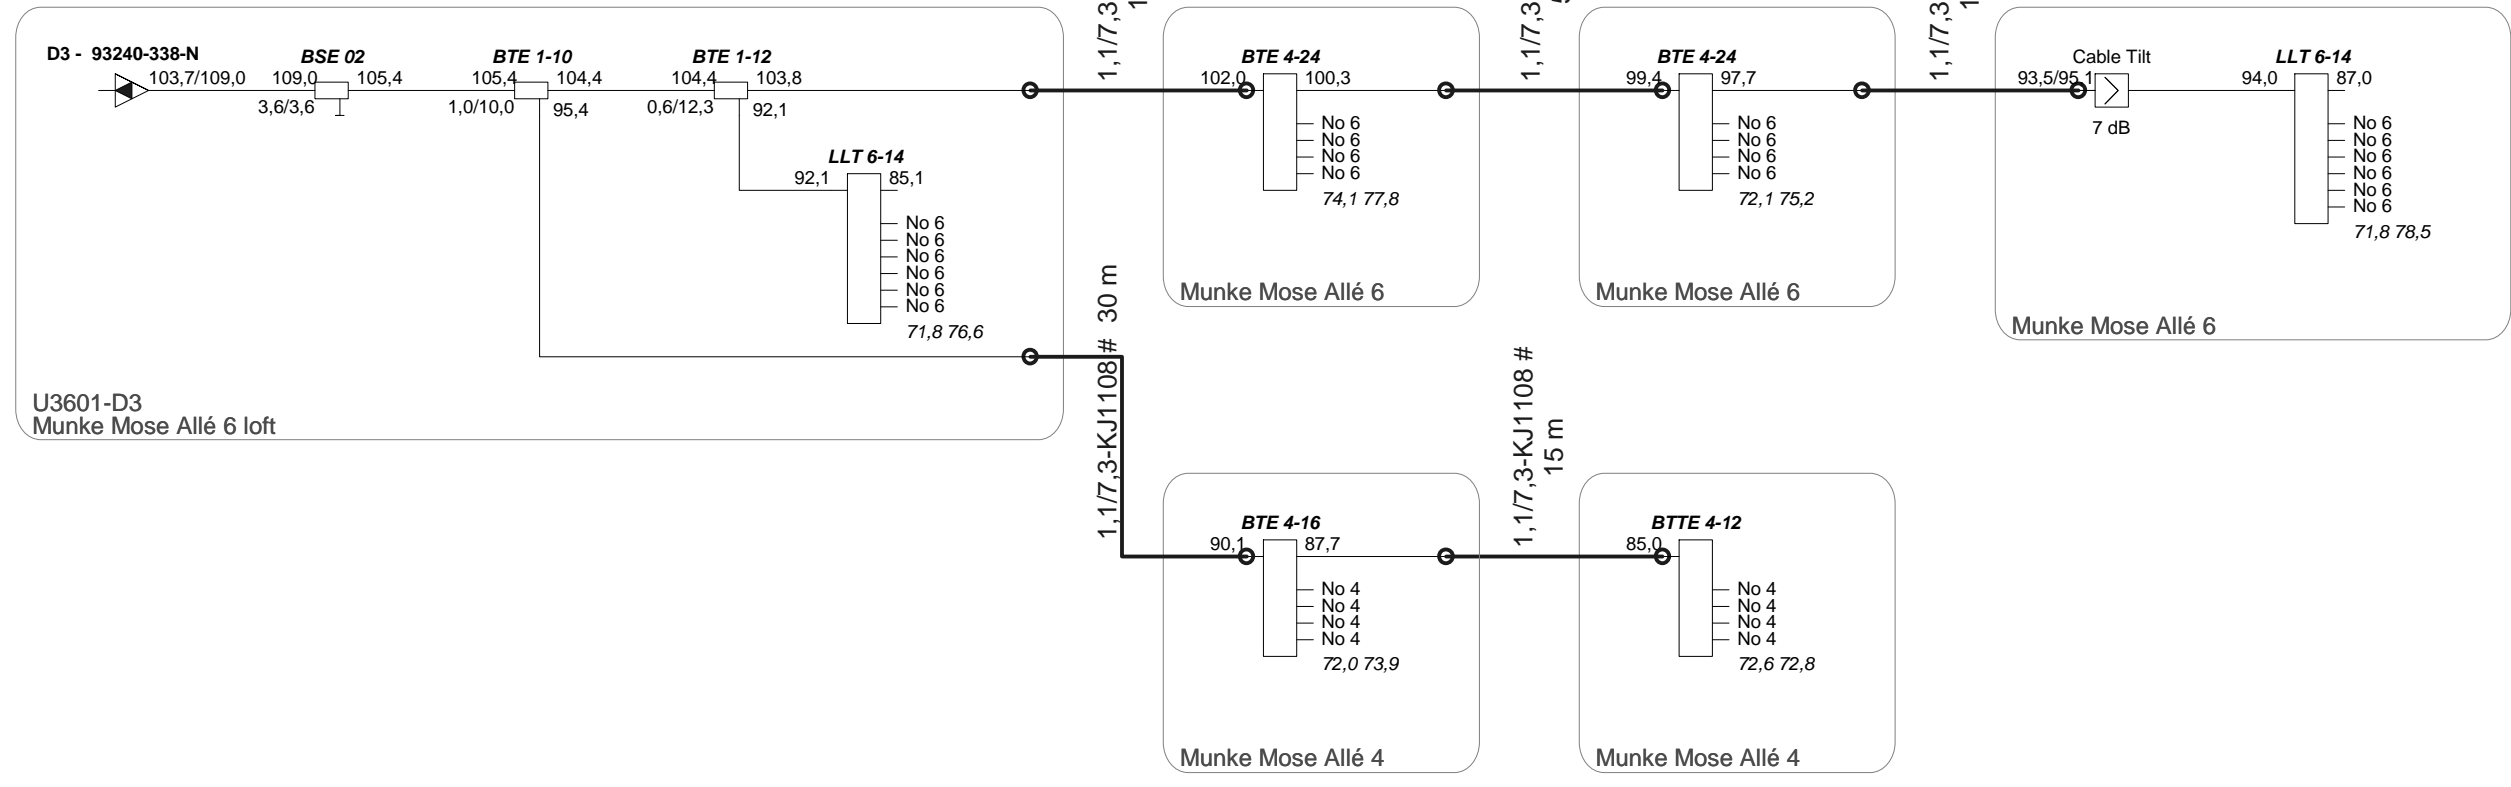 D3 - 93240-338-N
103,7/109,0
BSE 02
109,0
105,4
3,6/3,6
BTE 1-10
105,4
104,4
1,0/10,0
95,4
BTE 1-12
104,4
103,8
0,6/12,3
92,1
LLT 6-14
92,1
85,1
No 6
No 6
No 6
No 6
No 6
No 6
71,8 76,6
U3601-D3
Munke Mose Allé 6 loft
1,1/7,3
BTE 4-24
102,0
100,3
No 6
No 6
No 6
No 6
74,1 77,8
Munke Mose Allé 6
1,1/7,3
BTE 4-24
99,4
97,7
No 6
No 6
No 6
No 6
72,1 75,2
Munke Mose Allé 6
1,1/7,3
Cable Tilt
93,5/95,1
7 dB
LLT 6-14
94,0
87,0
No 6
No 6
No 6
No 6
No 6
No 6
71,8 78,5
Munke Mose Allé 6
1,1/7,3-KJ1108 # 30 m
BTE 4-16
90,1
87,7
No 4
No 4
No 4
No 4
72,0 73,9
Munke Mose Allé 4
1,1/7,3-KJ1108 #
15 m
BTTE 4-12
85,0
No 4
No 4
No 4
No 4
72,6 72,8
Munke Mose Allé 4